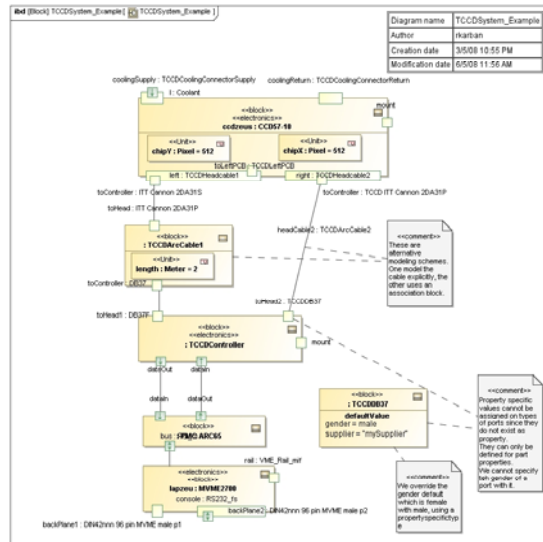 ibd [Block] TCCDSystem_Example[ TCCDSystem_Example ]
Diagram name TCCDSystem_Example
Author rkarban
Creation date 3/5/08 10:55 PM
Modification date 6/5/08 11:56 AM
coolingSupply : TCCDCoolingConnectorSupply
coolingReturn : TCCDCoolingConnectorReturn
l : Coolant
mount
<<block>>
<<electronics>>
ccdzeus : CCD57-10
<<Unit>>
chipY : Pixel = 512
<<Unit>>
chipX : Pixel = 512
toLeftPCB : TCCDLeftPCB
left : TCCDHeadcable1
right : TCCDHeadcable2
toController : ITT Cannon 2DA31S
toController : TCCD ITT Cannon 2DA31P
toHead : ITT Cannon 2DA31P
headCable2 : TCCDArcCable2
<<block>>
: TCCDArcCable1
<<Unit>>
length : Meter = 2
<<comment>>
These are
alternative
modeling schemes.
One model the
cable explicitly, the
other uses an
association block.
toController : DB37
toHead2 : TCCDDB37
toHead1 : DB37F
<<block>>
<<electronics>>
: TCCDController
mount
dataOut
dataIn
dataIn
dataOut
<<block>>
: TCCDDB37
defaultValue
gender = male
supplier = "mySupplier"
<<comment>>
Property specific
values cannot be
assigned on types
of ports since they
do not exist as
property.
They can only
be defined for part
properties.
We cannot specify
teh gender of a
port with it.
<<block>>
: PMC ARC65
bus :
rail : VME_Rail_mif
<<electronics>>
<<block>>
lapzeu : MVME2700
console : RS232_fs
<<comment>>
We override the
gender default
which is female
with male, using a
propertyspecifictyp
e
backPlane2 : DIN42nnn 96 pin MVME male p2
backPlane1 : DIN42nnn 96 pin MVME male p1